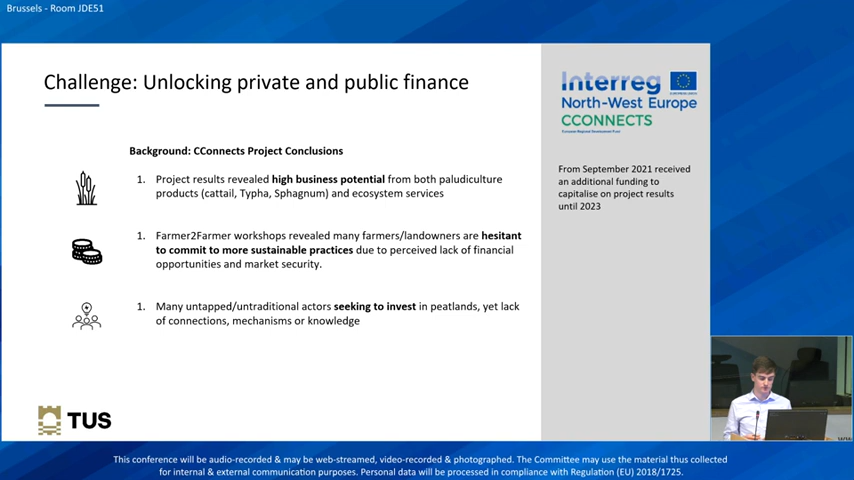 Brussels - Room JDE51
Challenge: Unlocking private and public finance
Background: CConnects Project Conclusions
1. Project results revealed high business potential from both paludiculture
products (cattail, Typha, Sphagnum) and ecosystem services
1. Farmer2Farmer workshops revealed many farmers/landowners are hesitant
to commit to more sustainable practices due to perceived lack of financial
opportunities and market security.
1. Many untapped/untraditional actors seeking to invest in peatlands, yet lack
of connections, mechanisms or knowledge
TUS
Interreg
North-West Europe
CCONNECTS
European Regional Development Fund
From September 2021 received
an additional funding to
capitalise on project results
until 2023
This conference will be audio-recorded & may be web-streamed, video-recorded & photographed. The Committee may use the material thus collected
for internal & external communication purposes. Personal data will be processed in compliance with Regulation (EU) 2018/1725.